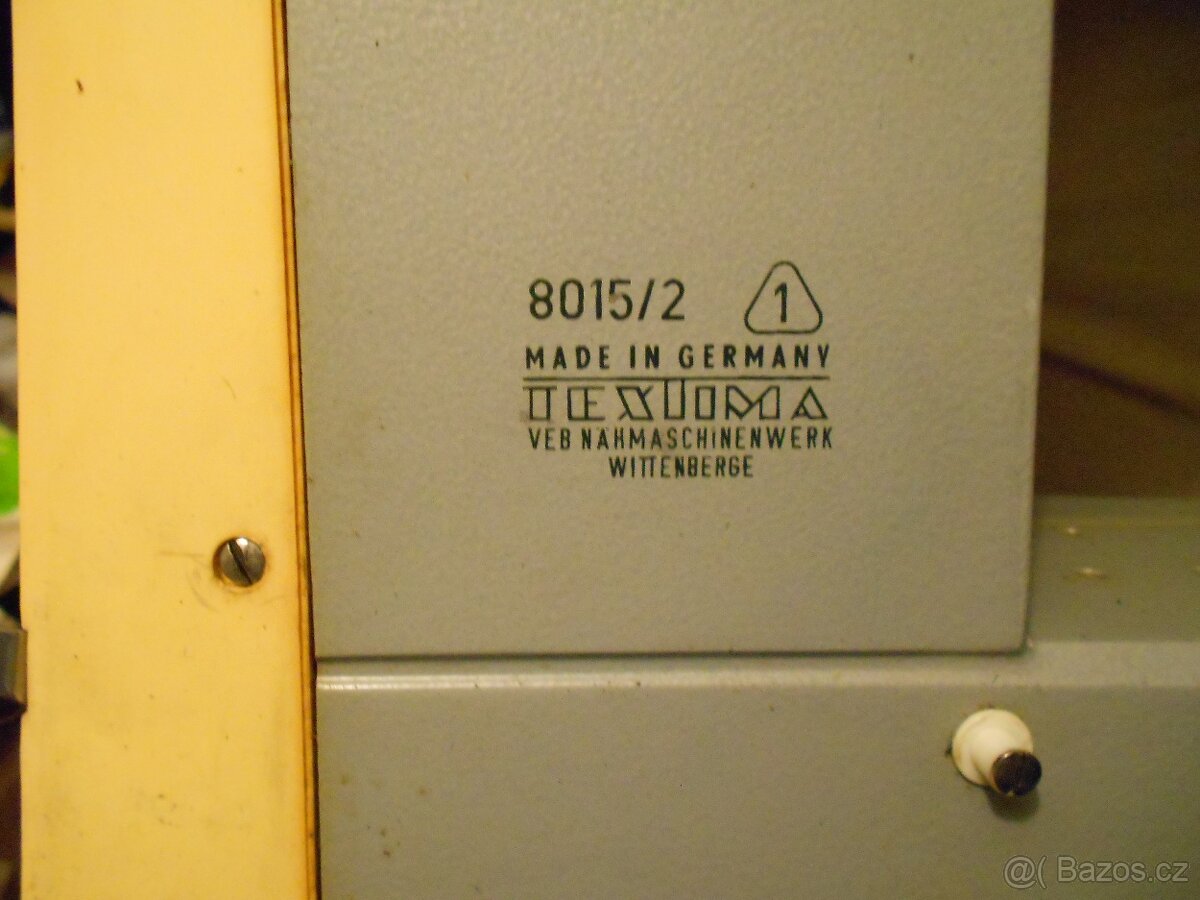 8015/2 1
MADE IN GERMANY
TEXTIMA
VEB NÄHMASCHINENWERK
WITTENBERGE
@( Bazos.cz